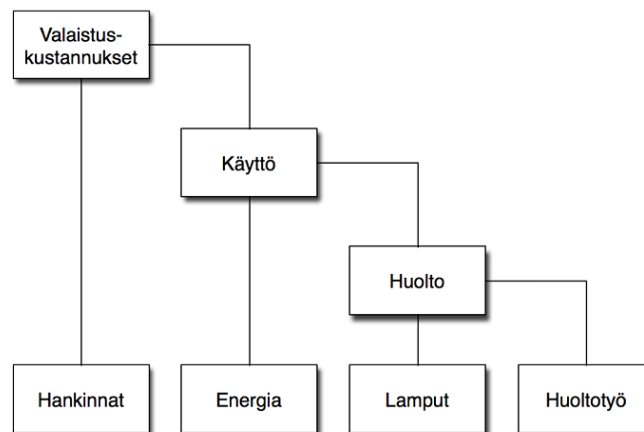 Valaistus-
kustannukset
Käyttö
Huolto
Hankinnat
Energia
Lamput
Huoltotyö